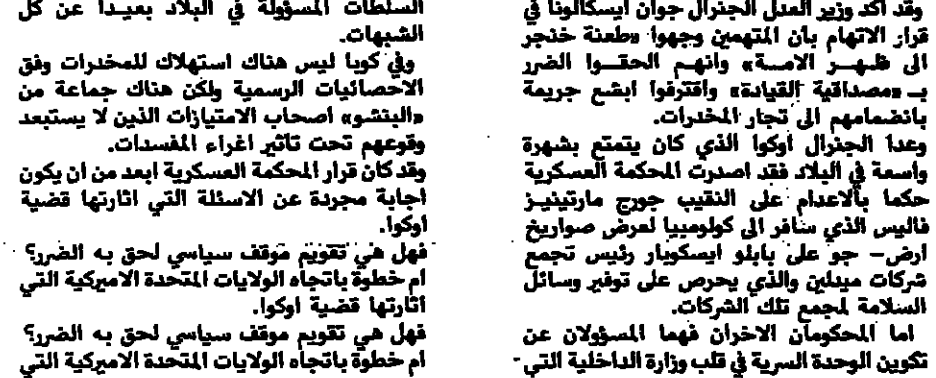 وقد اكد وزير العدل الجنرال جوان ايسكالونا في
قرار الاتهام بأن المتهمين وجهوا «طعنة خنجر
الى ظهر الامة» وانهم الحقوا الضرر
بـ «مصداقية القيادة» واقترفوا ابشع جريمة
بانضمامهم الى تجار المخدرات.
وعدا الجنرال اوكوا الذي كان يتمتع بشهرة
واسعة في البلاد فقد اصدرت المحكمة العسكرية
حكما بالاعدام على النقيب جورج مارتينيز
فاليس الذي سافر الى كولومبيا لعرض صواريخ
ارض – جو على بابلو ايسكوبار رئيس تجمع
شركات ميدلين والذي يحرص على توفير وسائل
السلامة لمجمع تلك الشركات.
اما المحكومان الاخران فهما المسؤولان عن
تكوين الوحدة السرية في قلب وزارة الداخلية التي
السلطات المسؤولة في البلاد بعيدا عن كل
الشبهات.
وفي كوبا ليس هناك استهلاك للمخدرات وفق
الاحصائيات الرسمية ولكن هناك جماعة من
«البنشو» اصحاب الامتيازات الذين لا يستبعد
وقوعهم تحت تأثير اغراء المفسدات.
وقد كان قرار المحكمة العسكرية ابعد من ان يكون
اجابة مجردة عن الاسئلة التي اثارتها قضية
اوكوا.
فهل هي تقويم موقف سياسي لحق به الضرر؟
ام خطوة باتجاه الولايات المتحدة الاميركية التي
اثارتها قضية اوكوا.
فهل هي تقويم موقف سياسي لحق به الضرر؟
ام خطوة باتجاه الولايات المتحدة الاميركية التي